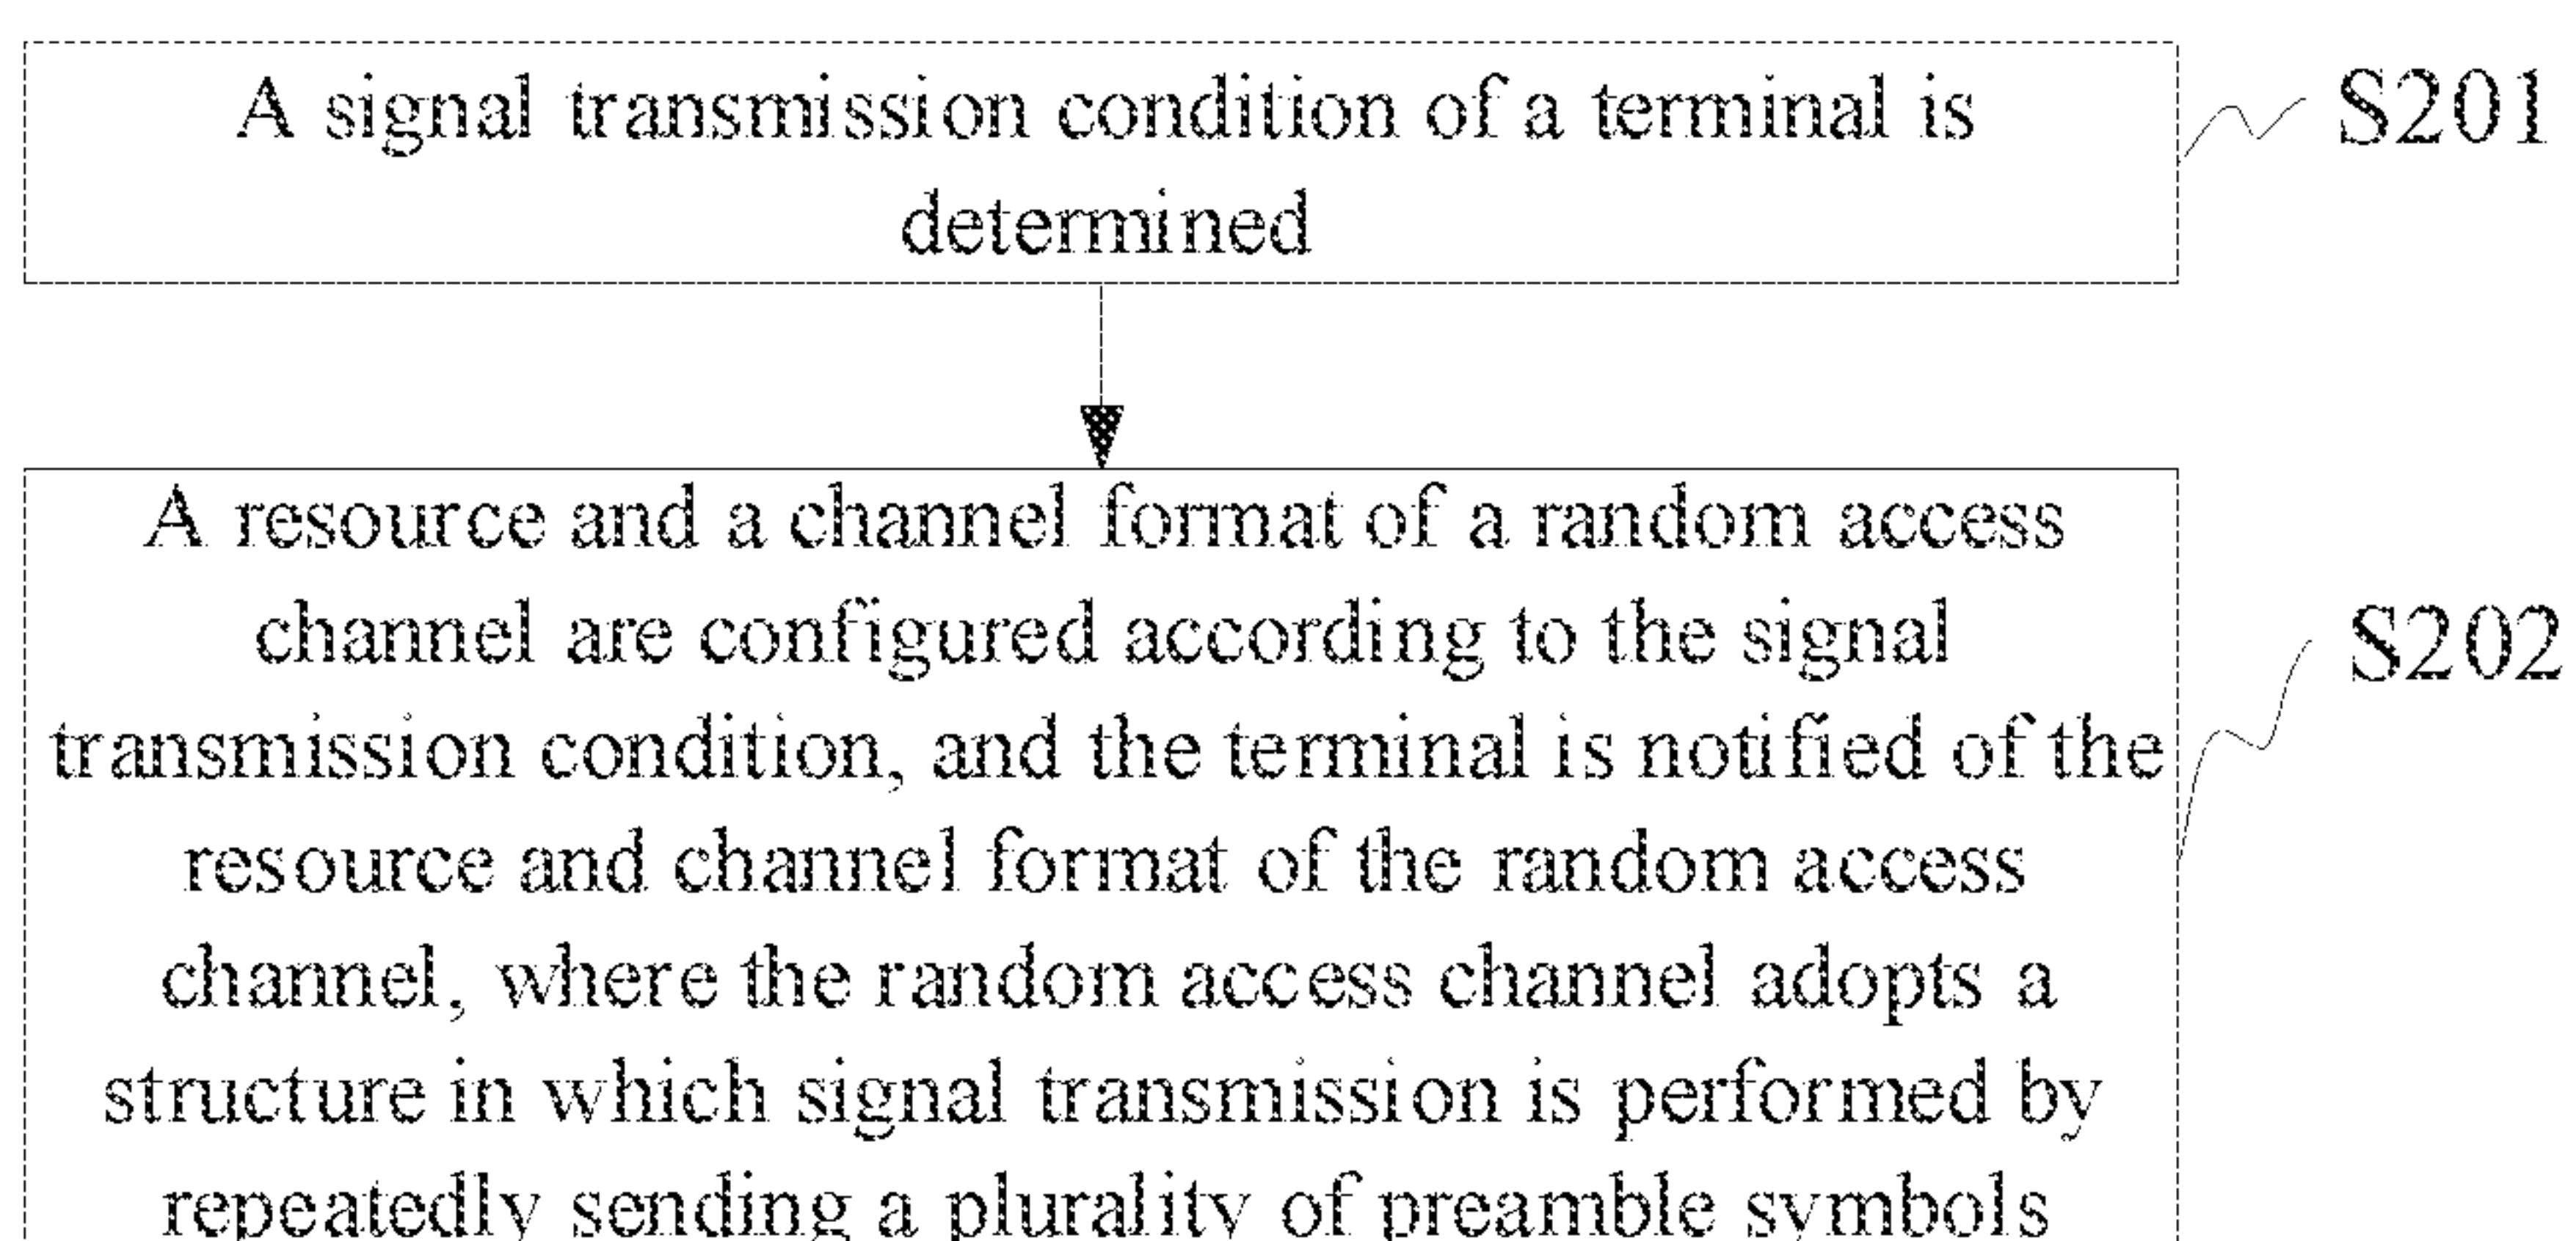 A signal transmission condition of a terminal is
determined
S201
A resource and a channel format of a random access
channel are configured according to the signal
transmission condition, and the terminal is notified of the
resource and channel format of the random access
channel, where the random access channel adopts a
structure in which signal transmission is performed by
repeatedly sending a plurality of preamble symbols
S202